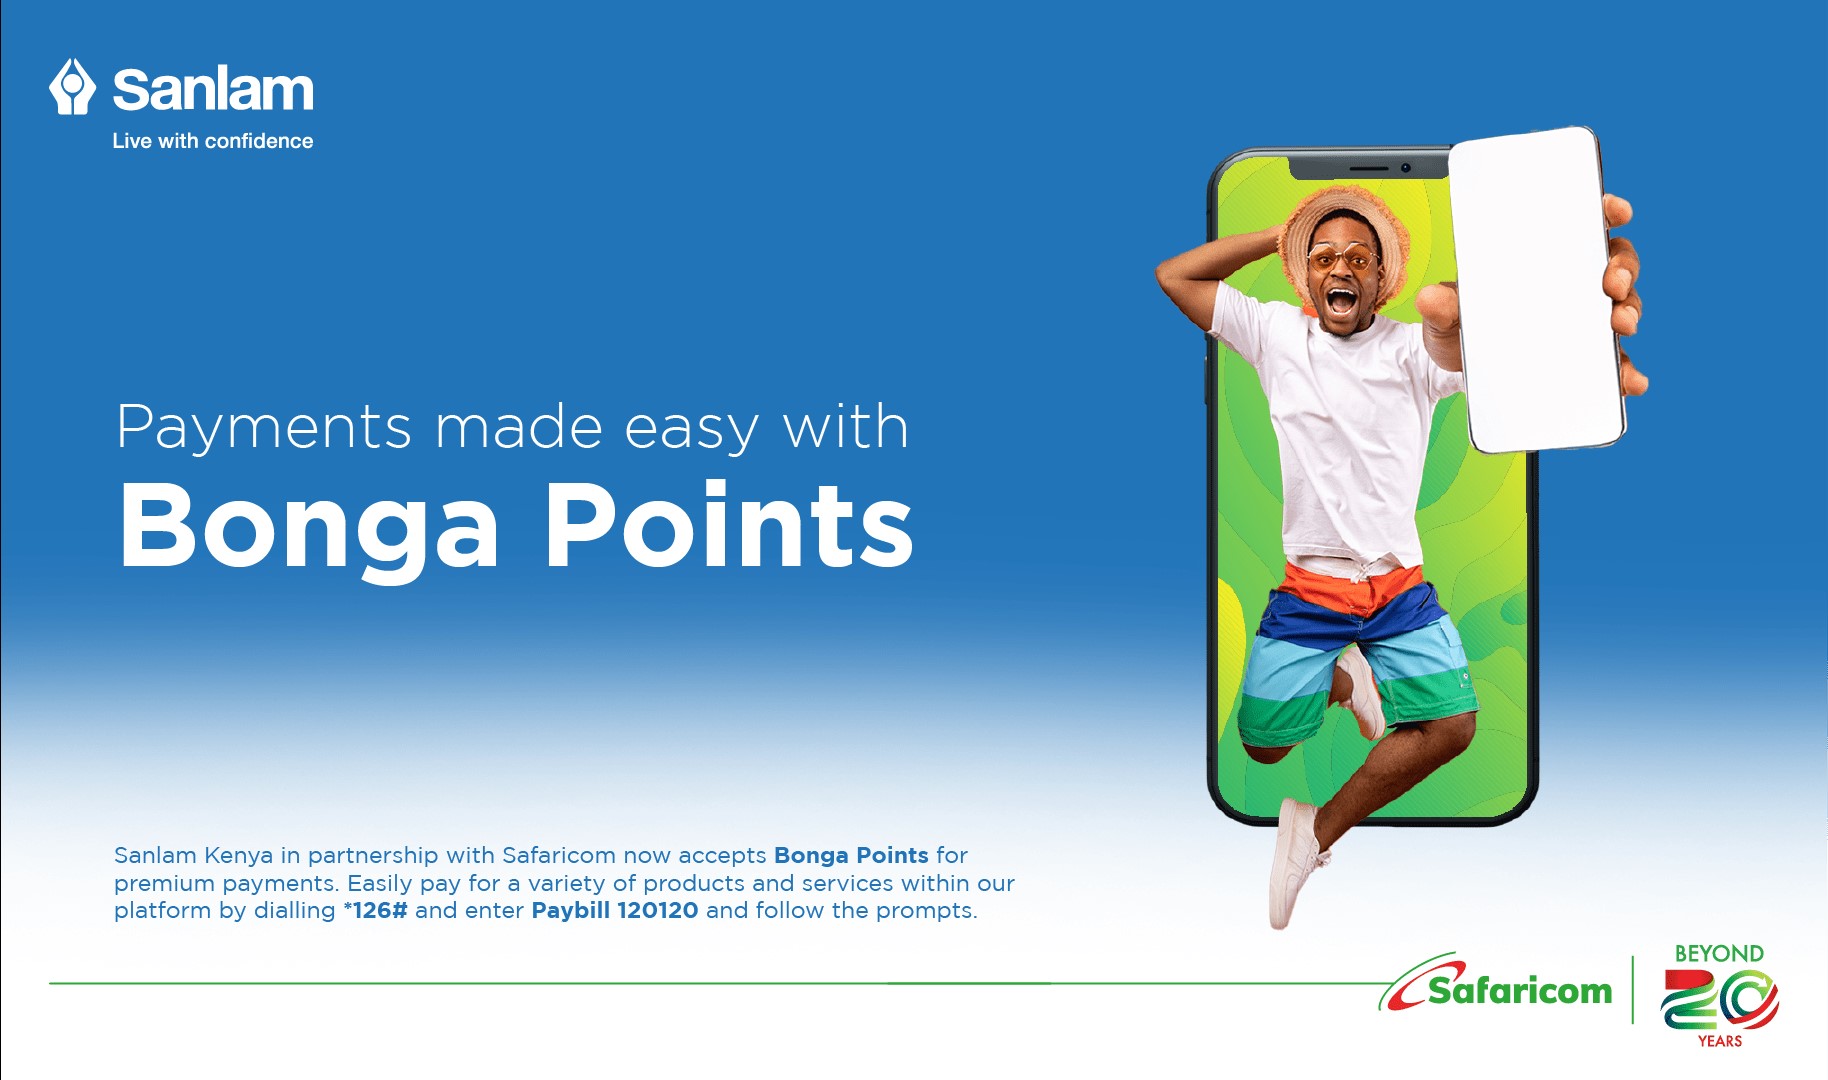 Sanlam
Live with confidence
Payments made easy with
Bonga Points
Sanlam Kenya in partnership with Safaricom now accepts Bonga Points for
premium payments. Easily pay for a variety of products and services within our
platform by dialling *126# and enter Paybill 120120 and follow the prompts.
Safaricom
BEYOND
20
YEARS